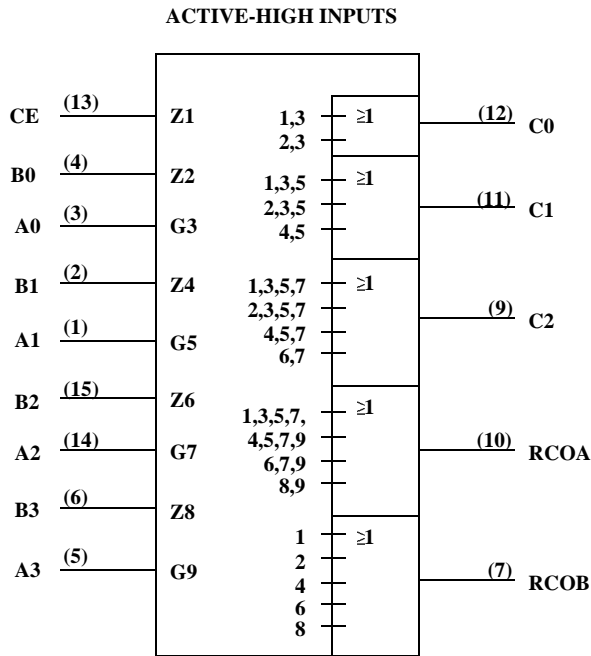 ACTIVE-HIGH INPUTS
CE (13) Z1
B0 (4) Z2
A0 (3) G3
B1 (2) Z4
A1 (1) G5
B2 (15) Z6
A2 (14) G7
B3 (6) Z8
A3 (5) G9
1,3 ≥1 (12) C0
2,3
1,3,5 ≥1
2,3,5 (11) C1
4,5
1,3,5,7 ≥1
2,3,5,7 (9) C2
4,5,7
6,7
1,3,5,7, ≥1
4,5,7,9 (10) RCOA
6,7,9
8,9
1 ≥1
2
4 (7) RCOB
6
8